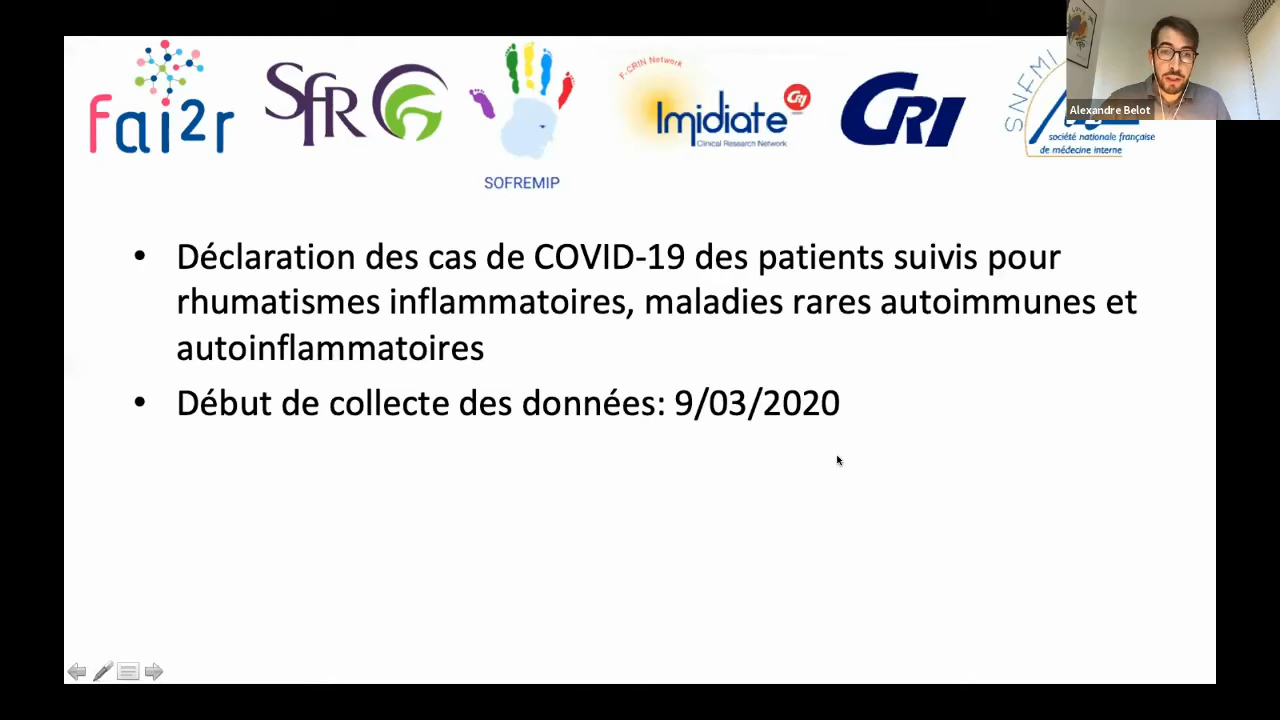 Alexandre Belot
fai2r
SFR
F-CRIN Network
Imidiate
CRI
Clinical Research Network
CRI
SNFMI
société nationale française
de médecine interne
SOFREMIP
• Déclaration des cas de COVID-19 des patients suivis pour
rhumatismes inflammatoires, maladies rares autoimmunes et
autoinflammatoires
• Début de collecte des données: 9/03/2020